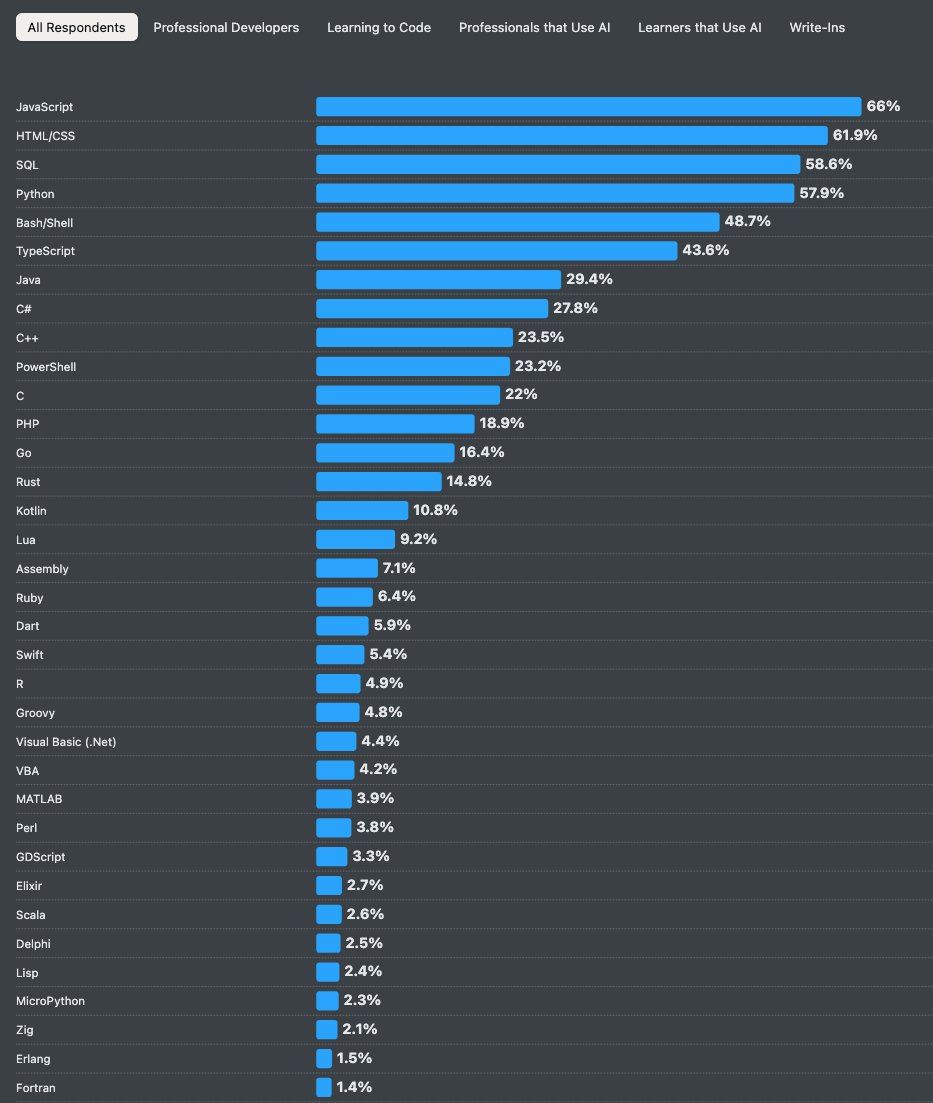 All Respondents Professional Developers Learning to Code Professionals that Use AI Learners that Use AI Write-Ins
JavaScript 66%
HTML/CSS 61.9%
SQL 58.6%
Python 57.9%
Bash/Shell 48.7%
TypeScript 43.6%
Java 29.4%
C# 27.8%
C++ 23.5%
PowerShell 23.2%
C 22%
PHP 18.9%
Go 16.4%
Rust 14.8%
Kotlin 10.8%
Lua 9.2%
Assembly 7.1%
Ruby 6.4%
Dart 5.9%
Swift 5.4%
R 4.9%
Groovy 4.8%
Visual Basic (.Net) 4.4%
VBA 4.2%
MATLAB 3.9%
Perl 3.8%
GDScript 3.3%
Elixir 2.7%
Scala 2.6%
Delphi 2.5%
Lisp 2.4%
MicroPython 2.3%
Zig 2.1%
Erlang 1.5%
Fortran 1.4%